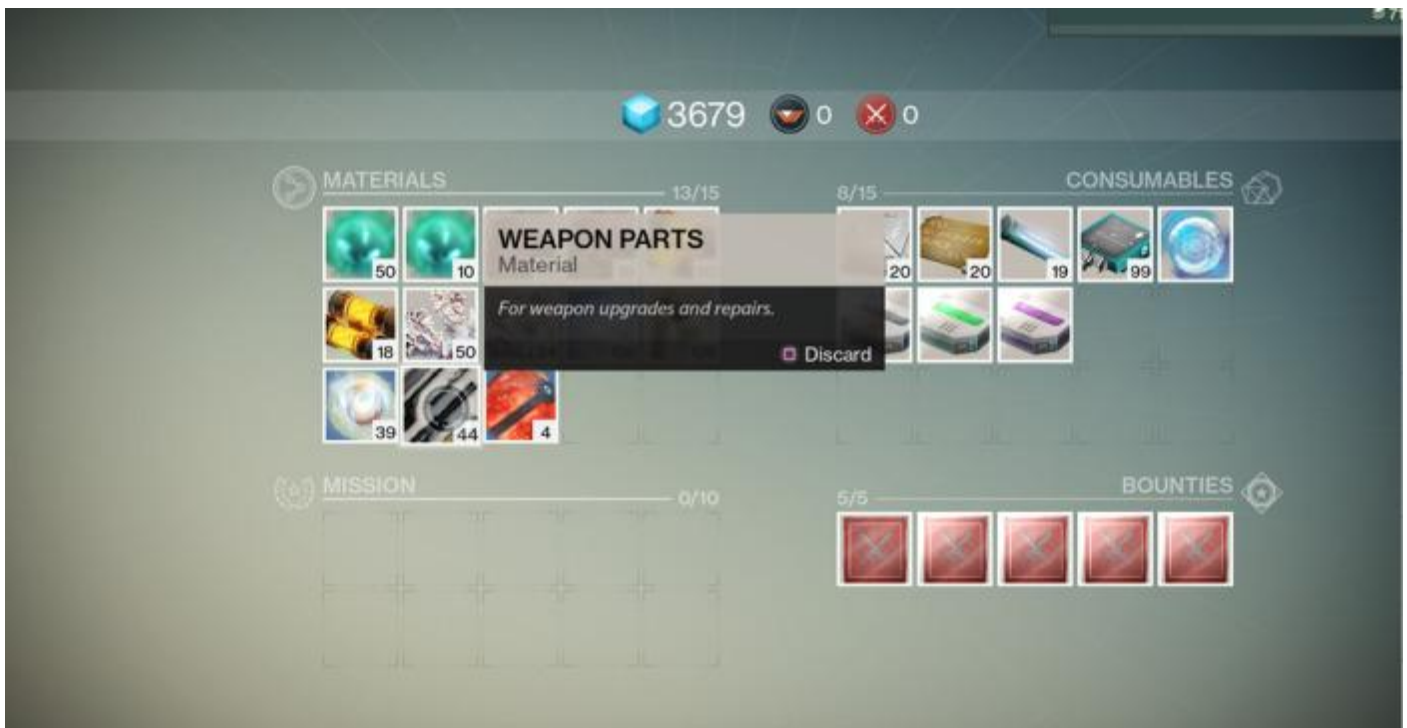 3679 0 0
MATERIALS 13/15
8/15 CONSUMABLES
50 10
WEAPON PARTS
Material
20 20 19 99
18 50
For weapon upgrades and repairs.
Discard
39 44 4
MISSION 0/10
5/5 BOUNTIES